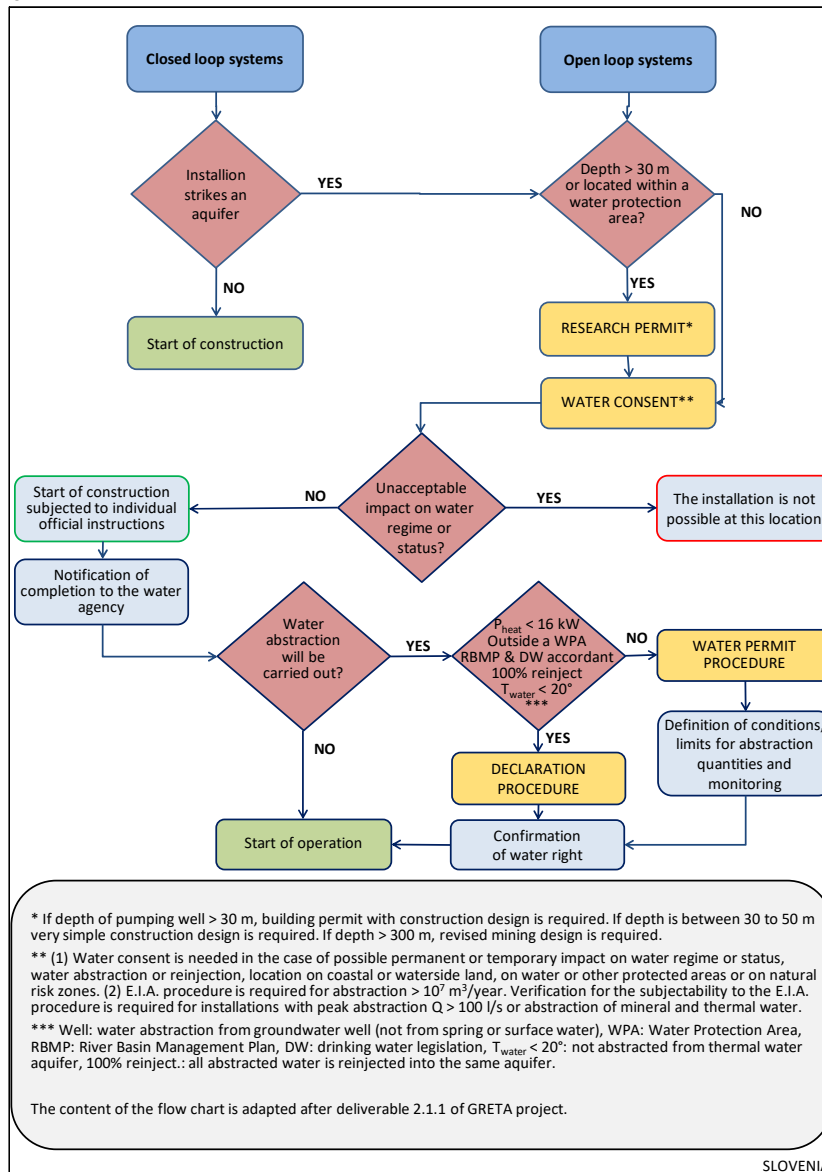 Closed loop systems
Open loop systems
Installion
strikes an
aquifer
YES
Depth > 30 m
or located within a
water protection
area?
NO
NO
YES
Start of construction
RESEARCH PERMIT*
WATER CONSENT**
Start of construction
subjected to individual
official instructions
NO
Unacceptable
impact on water
regime or
status?
YES
The installation is not
possible at this location
Notification of
completion to the water
agency
Water
abstraction
will be
carried out?
YES
P_heat < 16 kW
Outside a WPA
RBMP & DW accordant
100% reinject
T_water < 20°
***
NO
WATER PERMIT
PROCEDURE
NO
YES
Definition of conditions,
limits for abstraction
quantities and
monitoring
DECLARATION
PROCEDURE
Start of operation
Confirmation
of water right
* If depth of pumping well > 30 m, building permit with construction design is required. If depth is between 30 to 50 m
very simple construction design is required. If depth > 300 m, revised mining design is required.
** (1) Water consent is needed in the case of possible permanent or temporary impact on water regime or status,
water abstraction or reinjection, location on coastal or waterside land, on water or other protected areas or on natural
risk zones. (2) E.I.A. procedure is required for abstraction > 10⁷ m³/year. Verification for the subjectability to the E.I.A.
procedure is required for installations with peak abstraction Q > 100 l/s or abstraction of mineral and thermal water.
*** Well: water abstraction from groundwater well (not from spring or surface water), WPA: Water Protection Area,
RBMP: River Basin Management Plan, DW: drinking water legislation, T_water < 20°: not abstracted from thermal water
aquifer, 100% reinject.: all abstracted water is reinjected into the same aquifer.
The content of the flow chart is adapted after deliverable 2.1.1 of GRETA project.
SLOVENIA